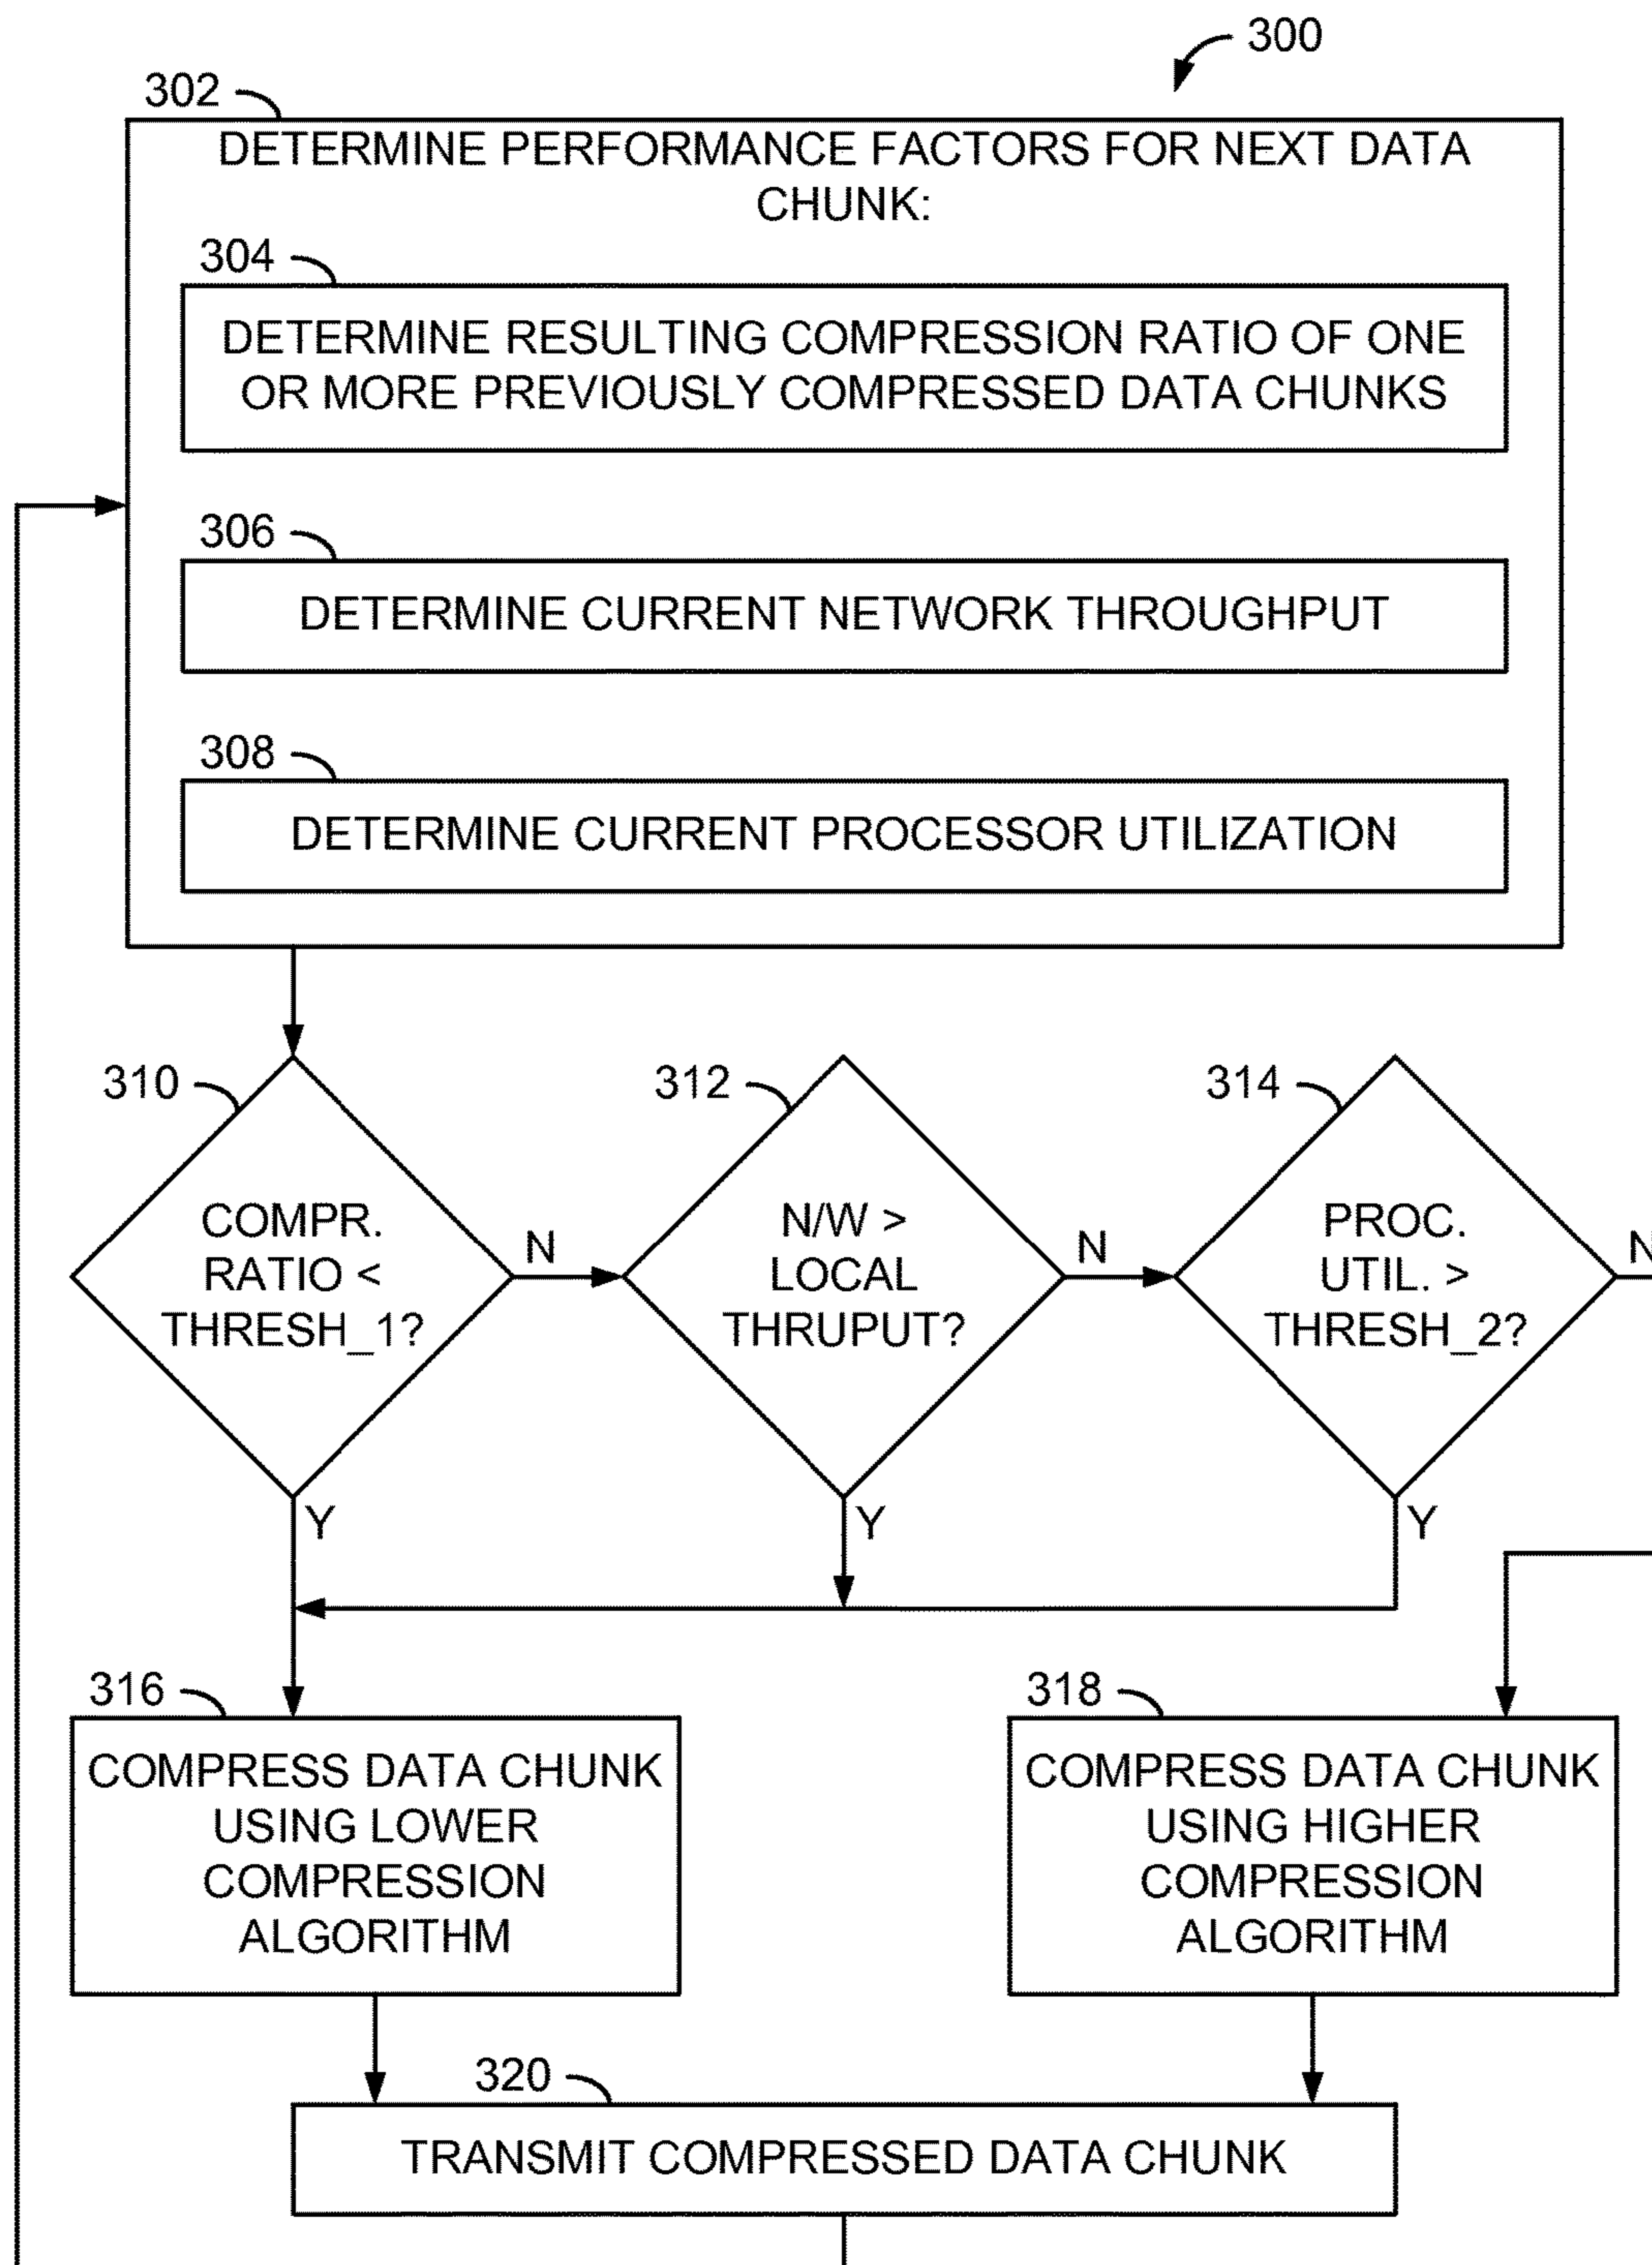 300
302
DETERMINE PERFORMANCE FACTORS FOR NEXT DATA
CHUNK:
304
DETERMINE RESULTING COMPRESSION RATIO OF ONE
OR MORE PREVIOUSLY COMPRESSED DATA CHUNKS
306
DETERMINE CURRENT NETWORK THROUGHPUT
308
DETERMINE CURRENT PROCESSOR UTILIZATION
310
COMPR.
RATIO <
THRESH_1?
N
Y
312
N/W >
LOCAL
THRUPUT?
N
Y
314
PROC.
UTIL. >
THRESH_2?
N
Y
316
COMPRESS DATA CHUNK
USING LOWER
COMPRESSION
ALGORITHM
318
COMPRESS DATA CHUNK
USING HIGHER
COMPRESSION
ALGORITHM
320
TRANSMIT COMPRESSED DATA CHUNK